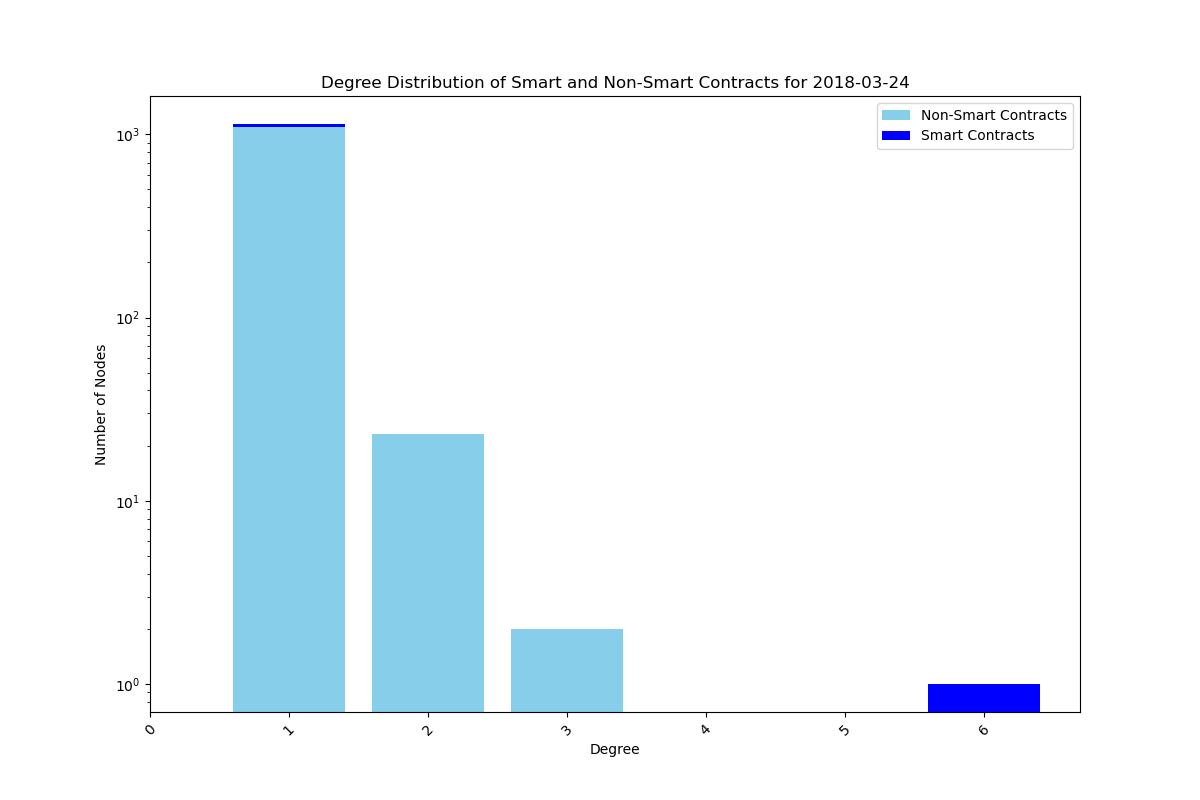 Degree Distribution of Smart and Non-Smart Contracts for 2018-03-24
Non-Smart Contracts
Smart Contracts
Number of Nodes
10³
10²
10¹
10⁰
0 1 2 3 4 5 6
Degree